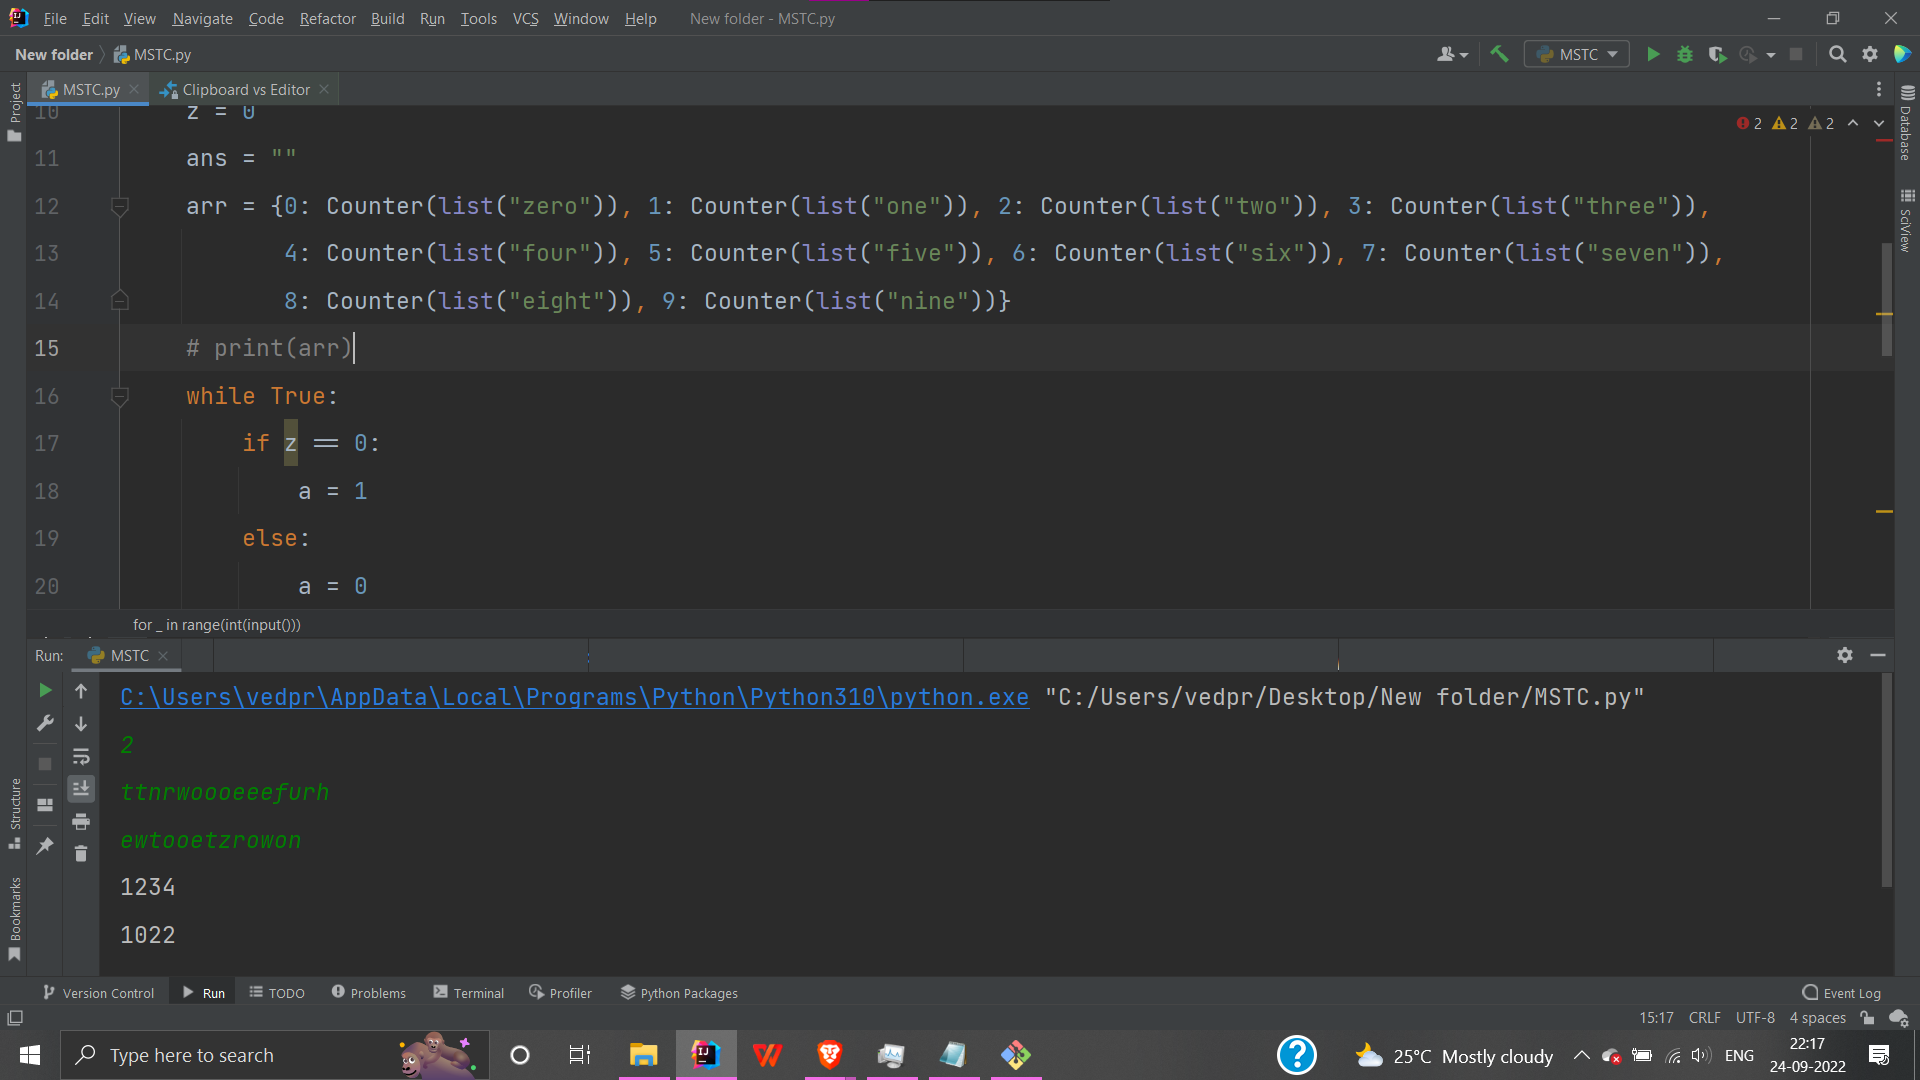 File Edit View Navigate Code Refactor Build Run Tools VCS Window Help New folder - MSTC.py
New folder MSTC.py MSTC
MSTC.py Clipboard vs Editor
Project
Database
SciView
2 2 2
10 z = 0
11 ans = ""
12 arr = {0: Counter(list("zero")), 1: Counter(list("one")), 2: Counter(list("two")), 3: Counter(list("three")),
13 4: Counter(list("four")), 5: Counter(list("five")), 6: Counter(list("six")), 7: Counter(list("seven")),
14 8: Counter(list("eight")), 9: Counter(list("nine"))}
15 # print(arr)
16 while True:
17 if z == 0:
18 a = 1
19 else:
20 a = 0
for _ in range(int(input()))
Run: MSTC
C:\Users\vedpr\AppData\Local\Programs\Python\Python310\python.exe "C:/Users/vedpr/Desktop/New folder/MSTC.py"
2
ttnrwoooeeefurh
ewtooetzrowon
1234
1022
Structure
Bookmarks
Version Control Run TODO Problems Terminal Profiler Python Packages Event Log
15:17 CRLF UTF-8 4 spaces
Type here to search 25°C Mostly cloudy ENG 22:17
24-09-2022